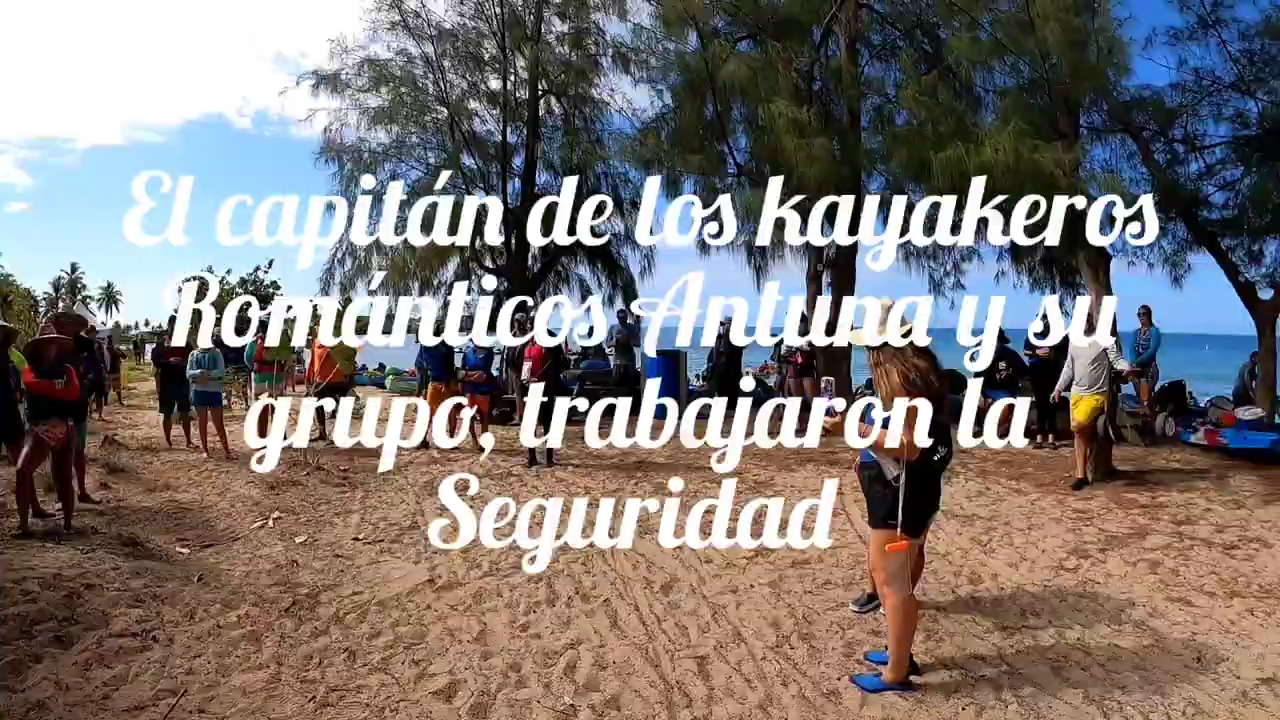 El capitán de los kayakeros
Románticos Antuna y su
grupo, trabajaron la
Seguridad